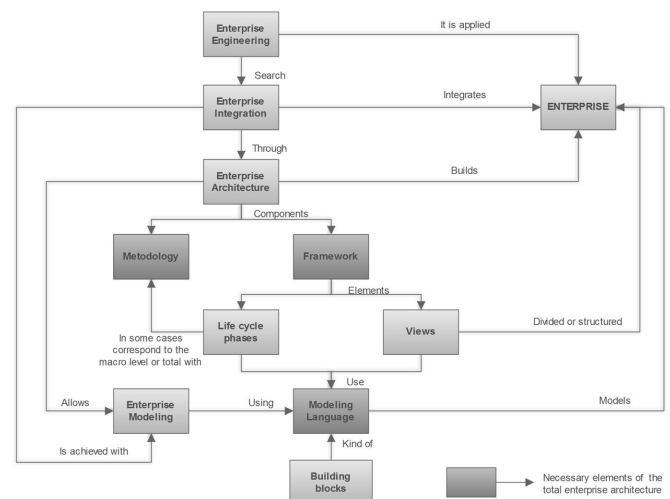 Enterprise
Engineering
It is applied
Search
Enterprise
Integration
Integrates
ENTERPRISE
Through
Enterprise
Architecture
Builds
Components
Metodology
Framework
Elements
Life cycle
phases
Views
Divided or structured
In some cases
correspond to the
macro level or total with
Use
Allows
Enterprise
Modeling
Using
Modeling
Language
Models
Is achieved with
Kind of
Building
blocks
Necessary elements of the
total enterprise architecture